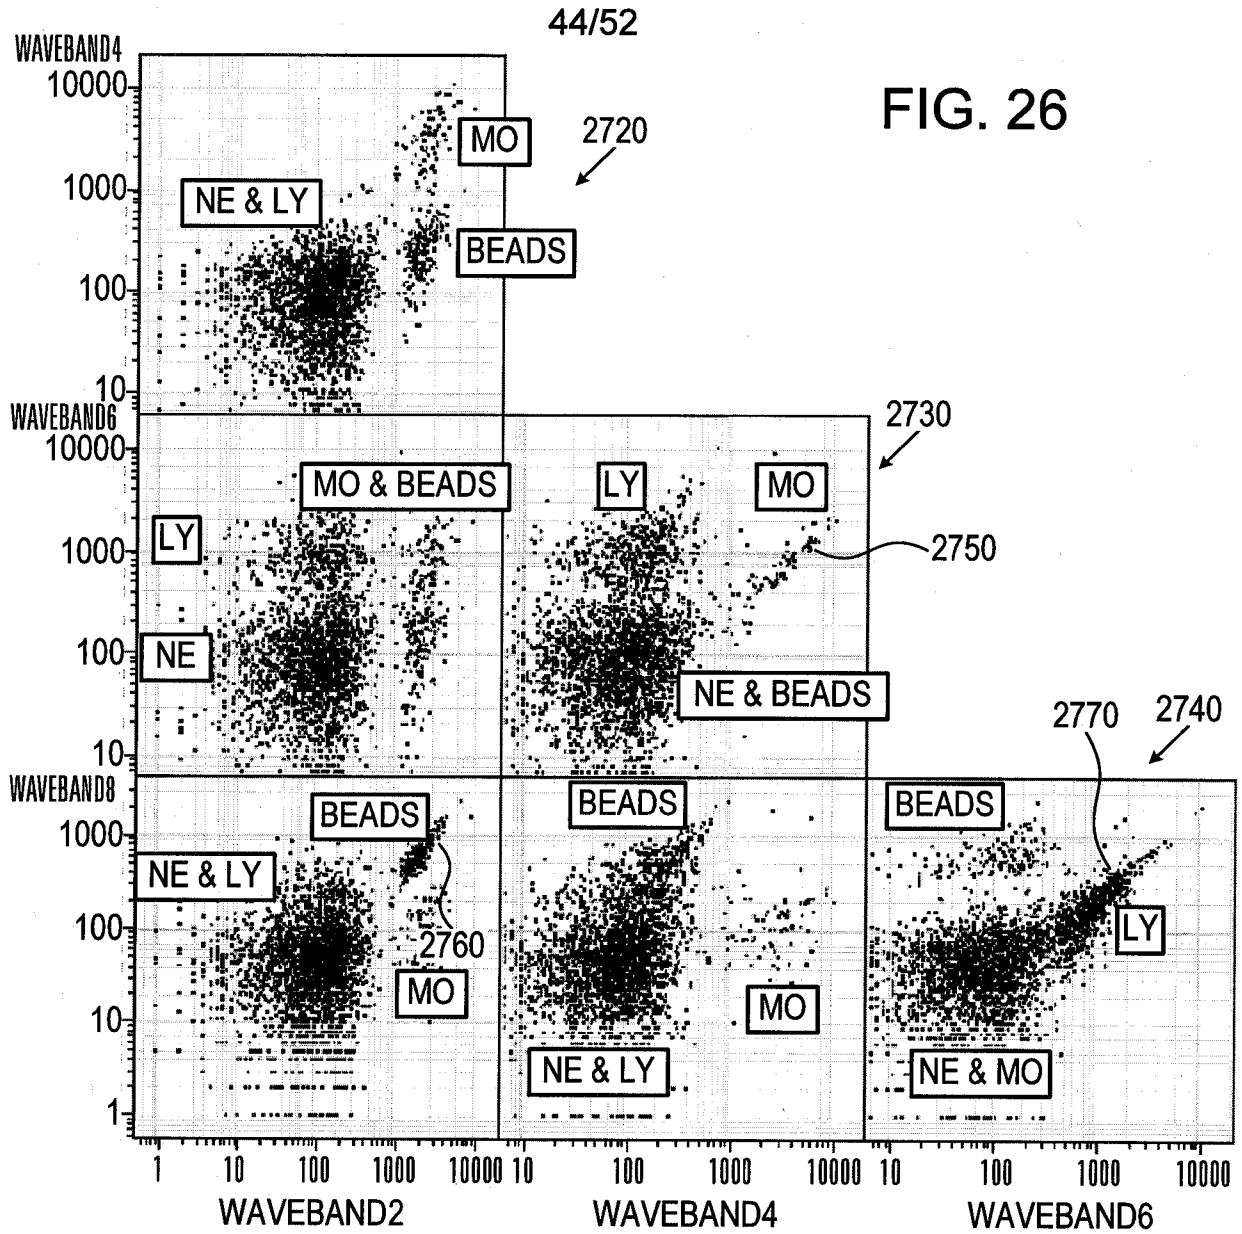 44/52
FIG. 26
WAVEBAND4
10000
1000
100
10
MO
2720
NE & LY
BEADS
WAVEBAND6
10000
1000
100
10
MO & BEADS
LY
NE
LY
MO
2730
2750
NE & BEADS
2770
2740
WAVEBAND8
1000
100
10
1
BEADS
NE & LY
2760
MO
BEADS
MO
NE & LY
BEADS
LY
NE & MO
1
10
100
1000
10000
10
100
1000
10000
10
100
1000
10000
WAVEBAND2
WAVEBAND4
WAVEBAND6